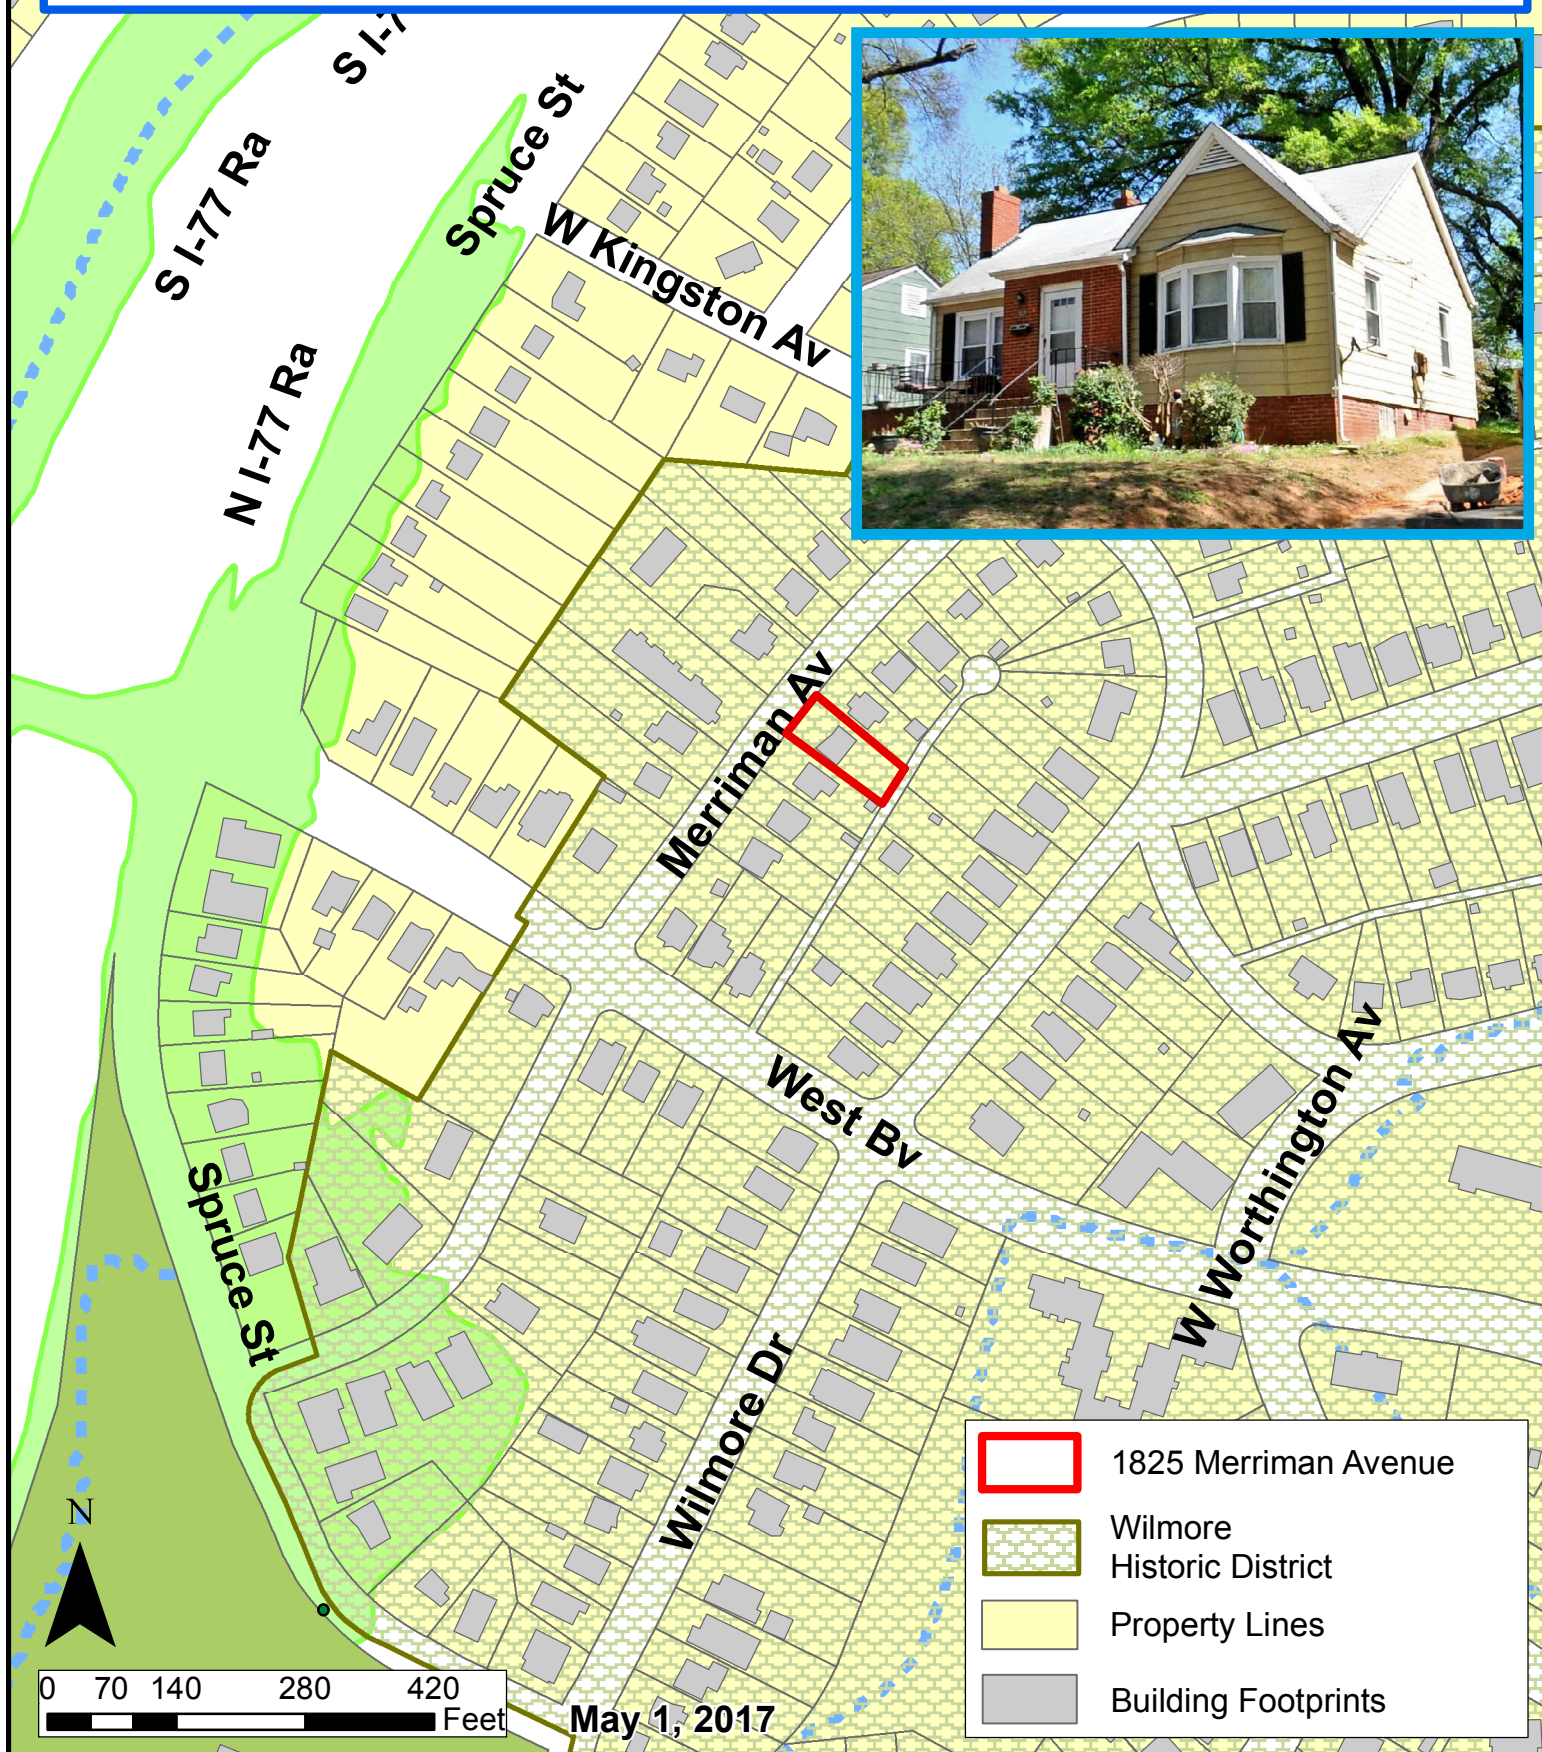 S I-7
Spruce St
S I-77 Ra
W Kingston Av
N I-77 Ra
Merriman Av
West Bv
W Worthington Av
Spruce St
Wilmore Dr
1825 Merriman Avenue
Wilmore
Historic District
Property Lines
Building Footprints
N
0 70 140 280 420
Feet
May 1, 2017